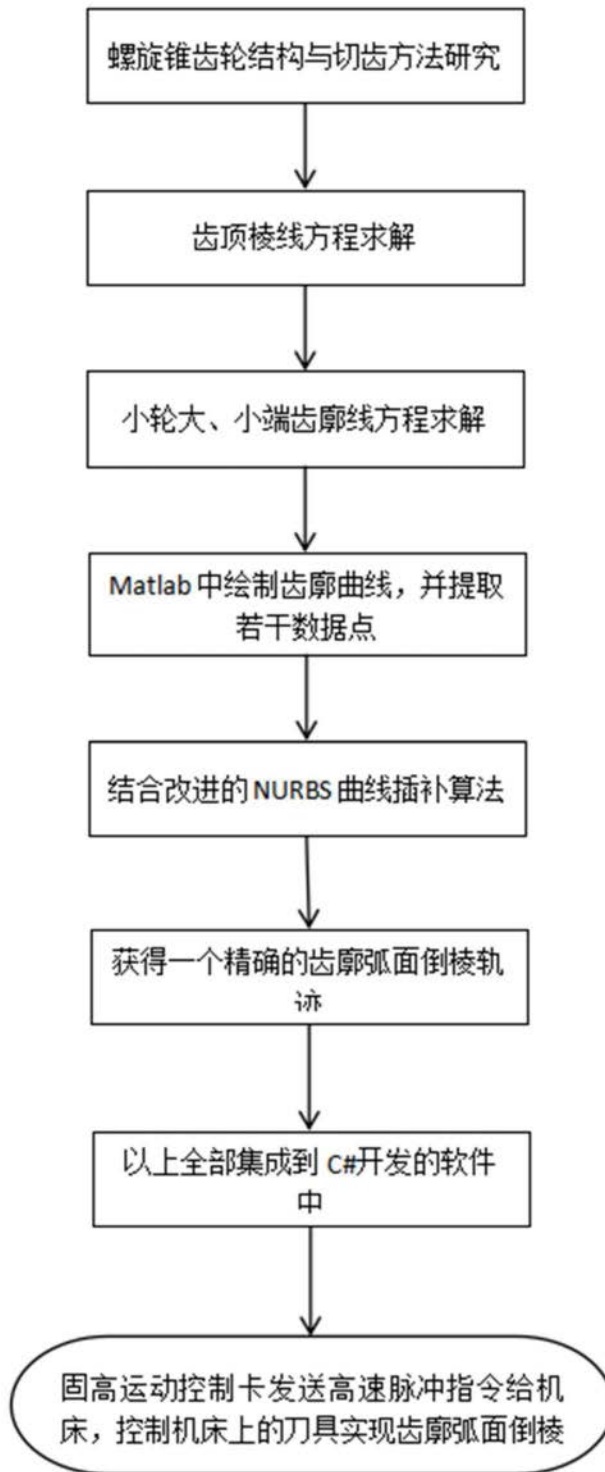 螺旋锥齿轮结构与切齿方法研究
齿顶棱线方程求解
小轮大、小端齿廓线方程求解
Matlab 中绘制齿廓曲线，并提取
若干数据点
结合改进的 NURBS 曲线插补算法
获得一个精确的齿廓弧面倒棱轨
迹
以上全部集成到 C#开发的软件
中
固高运动控制卡发送高速脉冲指令给机
床，控制机床上的刀具实现齿廓弧面倒棱